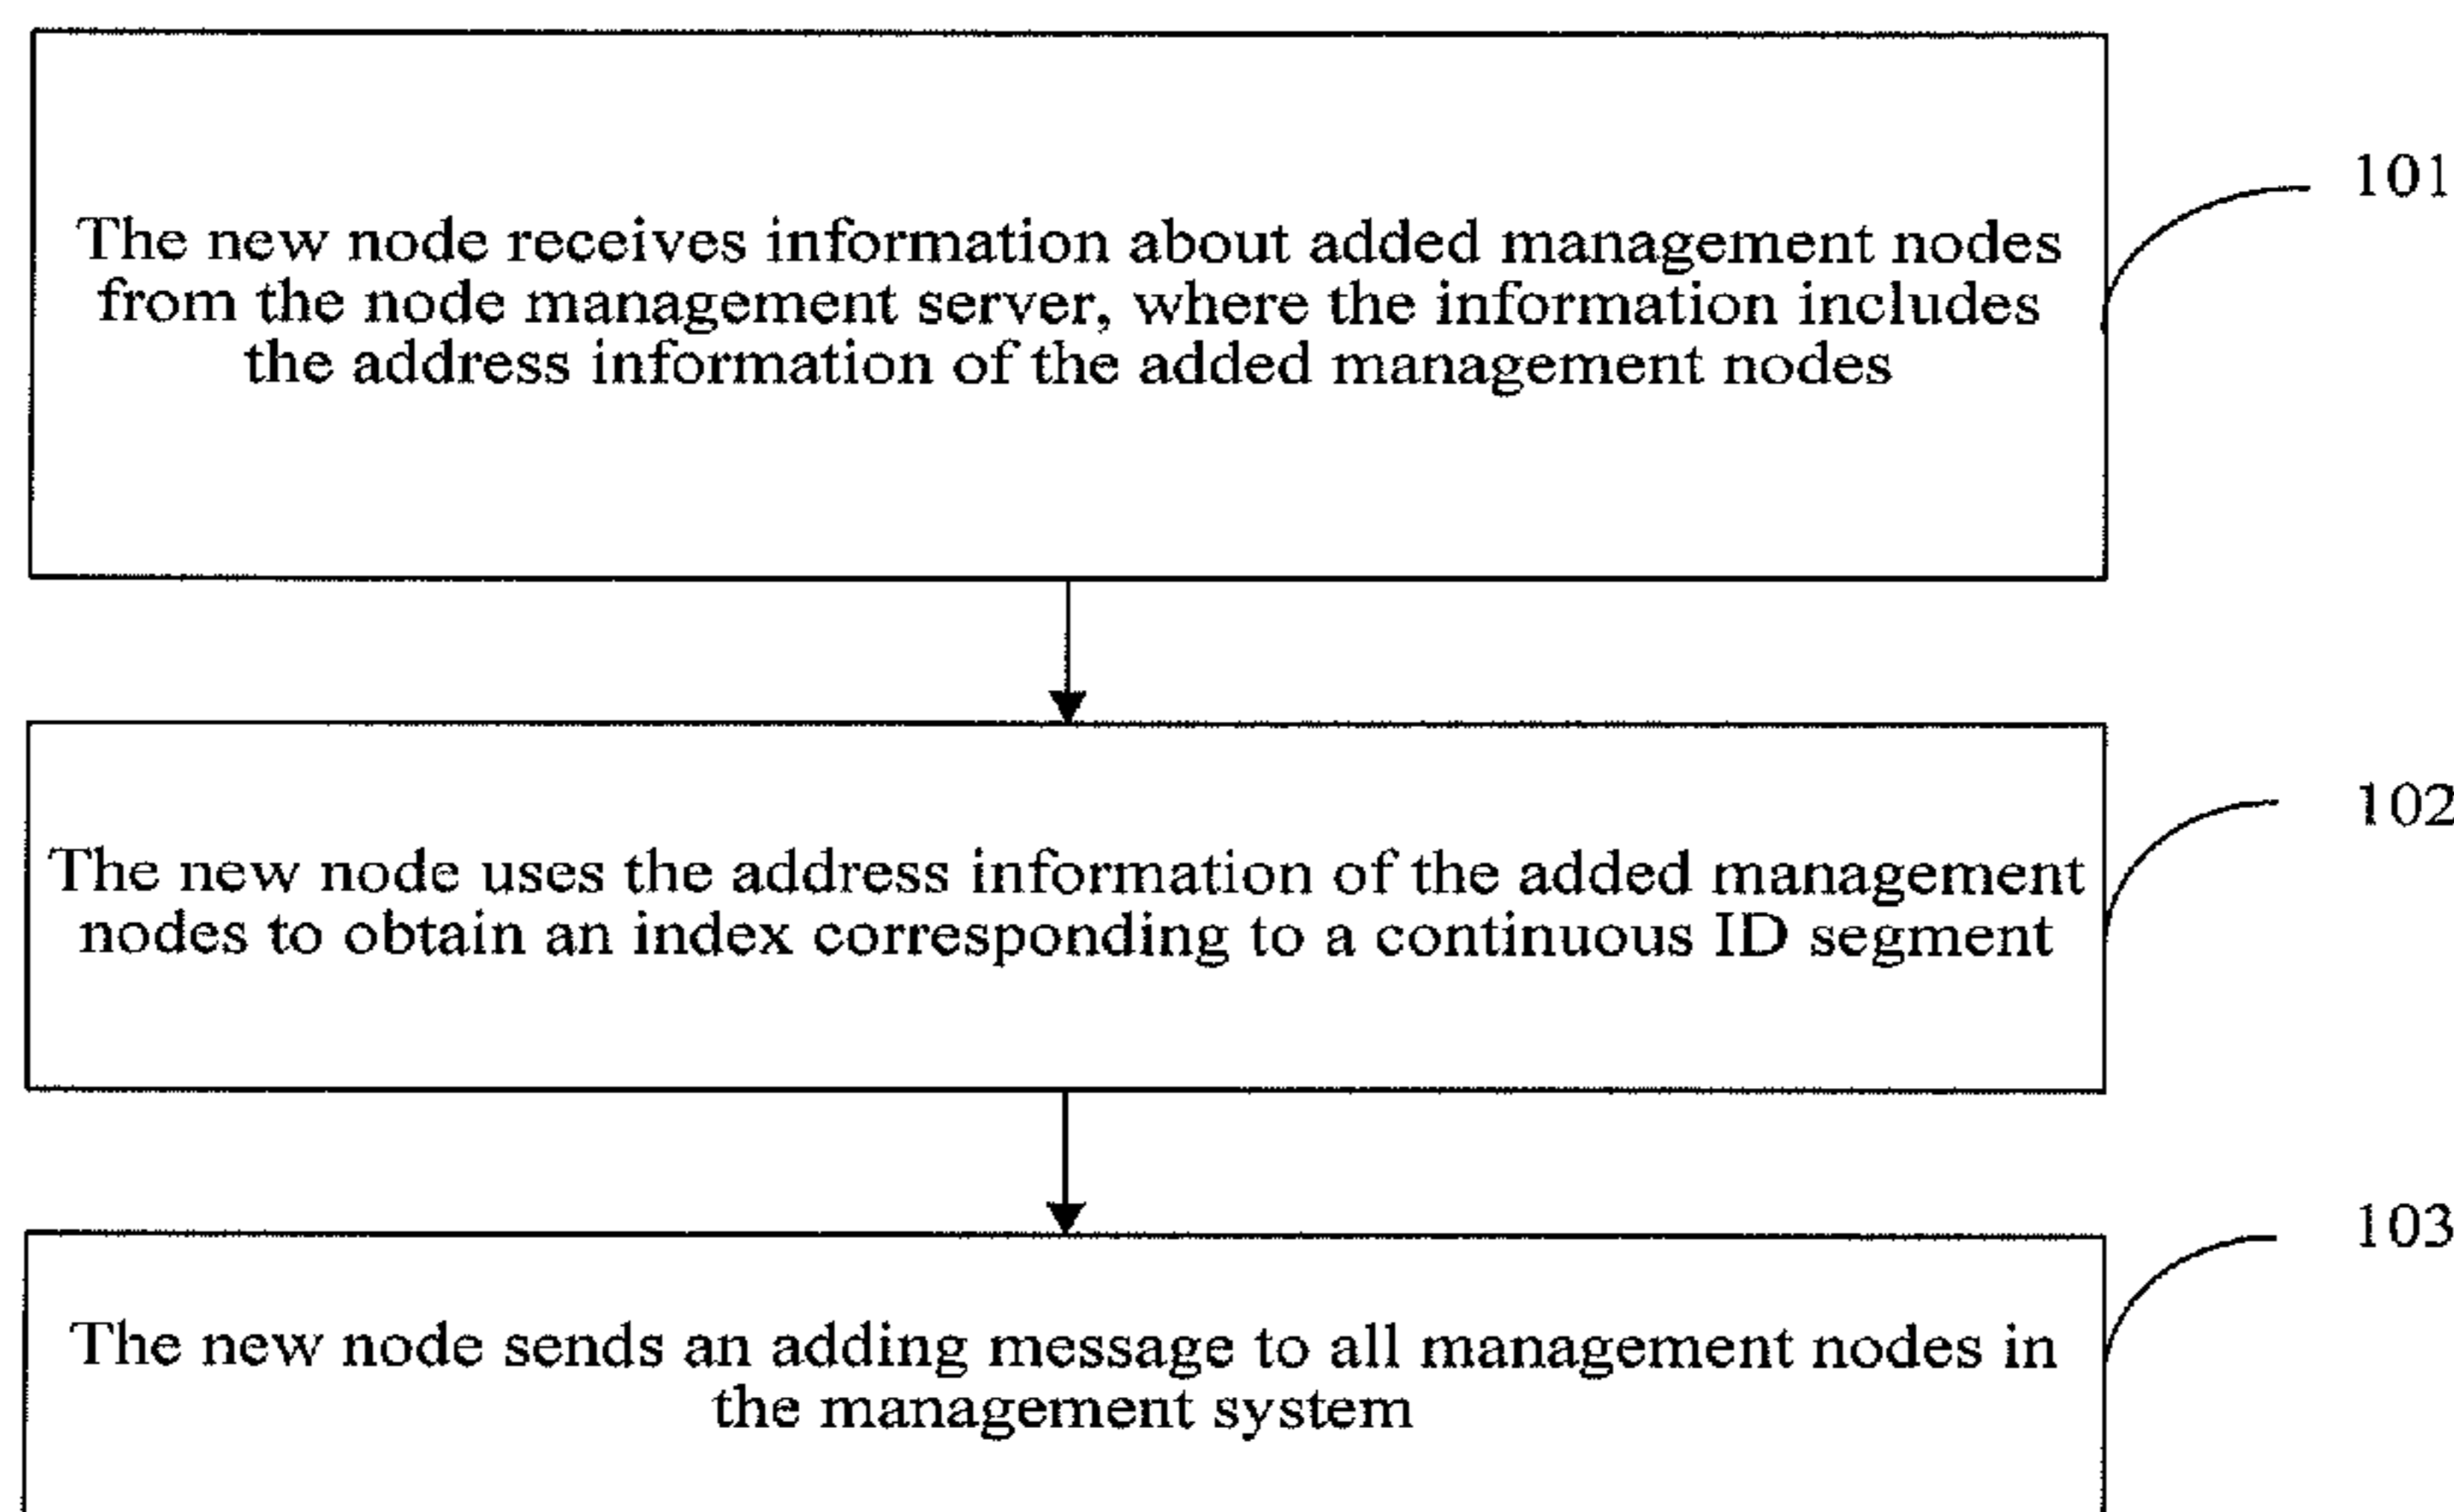 101
The new node receives information about added management nodes
from the node management server, where the information includes
the address information of the added management nodes
102
The new node uses the address information of the added management
nodes to obtain an index corresponding to a continuous ID segment
103
The new node sends an adding message to all management nodes in
the management system